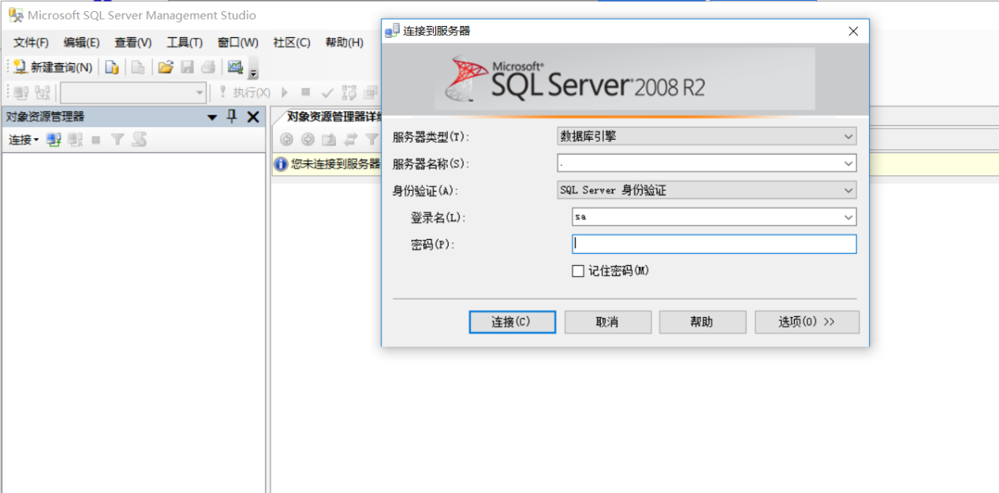 Microsoft SQL Server Management Studio
文件(F) 编辑(E) 查看(V) 工具(T) 窗口(W) 社区(C) 帮助(H)
新建查询(N)
执行(X)
对象资源管理器
连接
对象资源管理器详
您未连接到服务器
连接到服务器
Microsoft®
SQL Server® 2008 R2
服务器类型(T): 数据库引擎
服务器名称(S): .
身份验证(A): SQL Server 身份验证
登录名(L): sa
密码(P):
记住密码(M)
连接(C) 取消 帮助 选项(O) >>